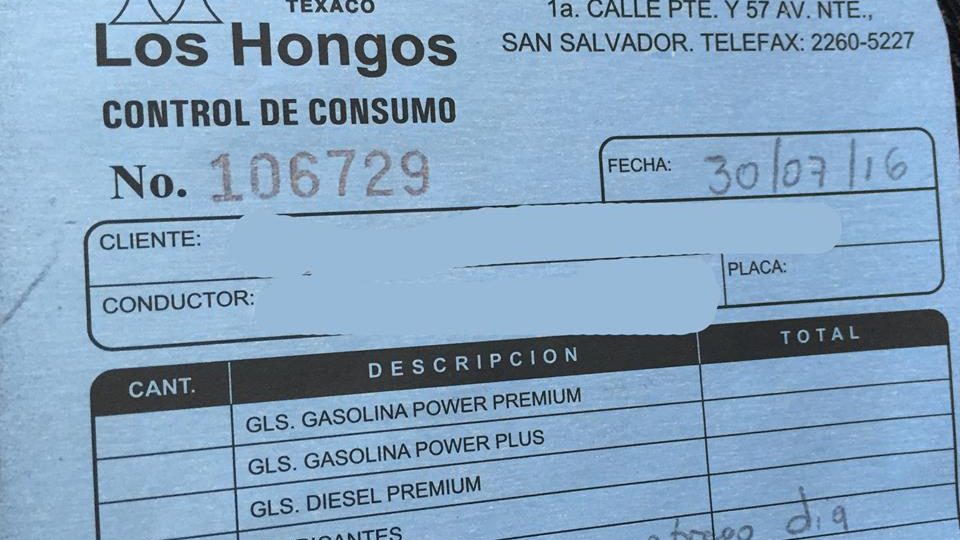 TEXACO
Los Hongos
1a. CALLE PTE. Y 57 AV. NTE.,
SAN SALVADOR. TELEFAX: 2260-5227
CONTROL DE CONSUMO
No. 106729
FECHA: 30/07/16
CLIENTE:
CONDUCTOR:
PLACA:
CANT. DESCRIPCION TOTAL
GLS. GASOLINA POWER PREMIUM
GLS. GASOLINA POWER PLUS
GLS. DIESEL PREMIUM
dia